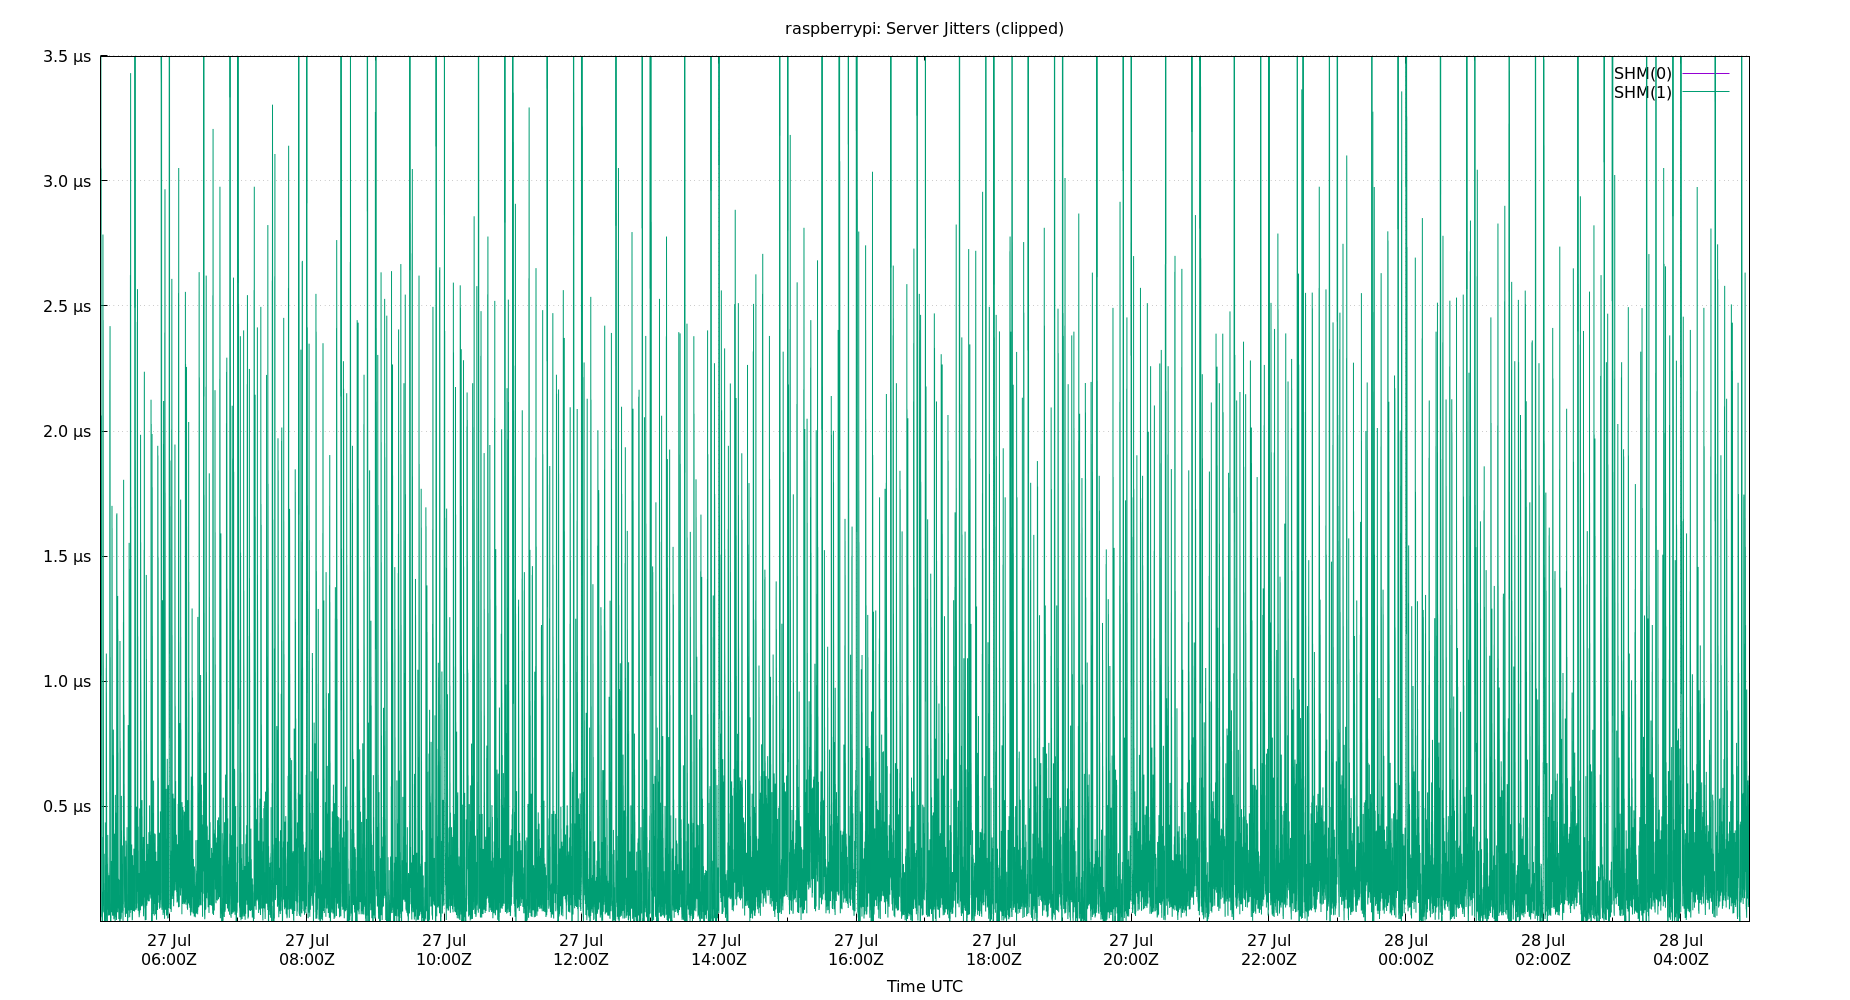 raspberrypi: Server Jitters (clipped)
3.5 µs
3.0 µs
2.5 µs
2.0 µs
1.5 µs
1.0 µs
0.5 µs
SHM(0)
SHM(1)
27 Jul 27 Jul 27 Jul 27 Jul 27 Jul 27 Jul 27 Jul 27 Jul 27 Jul 28 Jul 28 Jul 28 Jul
06:00Z 08:00Z 10:00Z 12:00Z 14:00Z 16:00Z 18:00Z 20:00Z 22:00Z 00:00Z 02:00Z 04:00Z
Time UTC